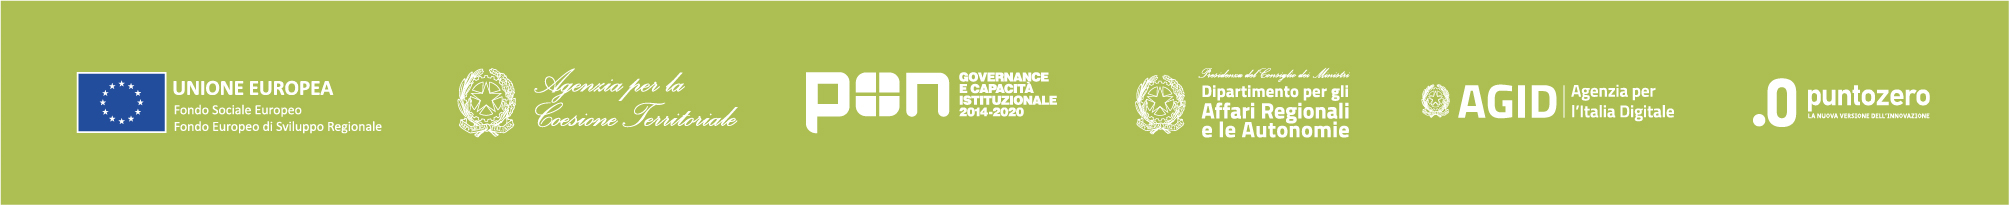 UNIONE EUROPEA
Fondo Sociale Europeo
Fondo Europeo di Sviluppo Regionale
Agenzia per la
Coesione Territoriale
pon
GOVERNANCE
E CAPACITÀ
ISTITUZIONALE
2014-2020
Presidenza del Consiglio dei Ministri
Dipartimento per gli
Affari Regionali
e le Autonomie
AGID
Agenzia per
l'Italia Digitale
.0
puntozero
LA NUOVA VERSIONE DELL'INNOVAZIONE